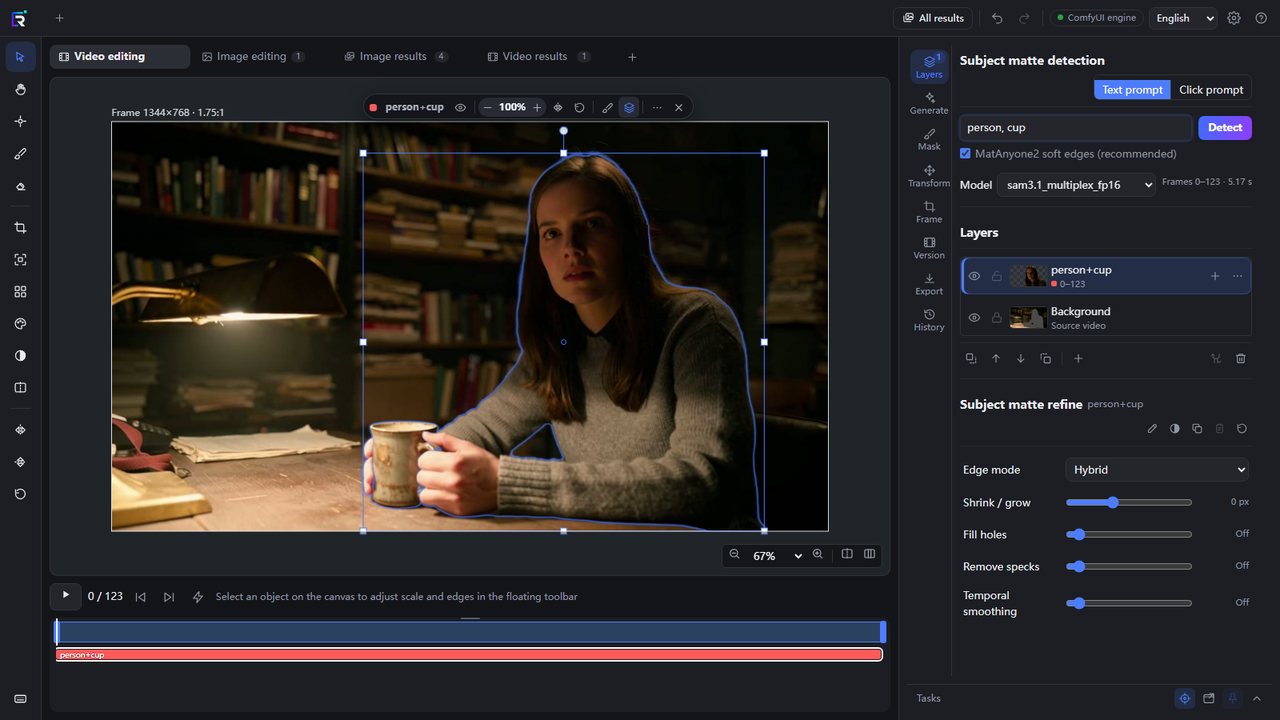 All results
ComfyUI engine
English
Video editing
Image editing 1
Image results 4
Video results 1
Frame 1344×768 · 1.75:1
person+cup
100%
67%
0 / 123
Select an object on the canvas to adjust scale and edges in the floating toolbar
person+cup
Layers
1
Generate
Mask
Transform
Frame
Version
Export
History
Subject matte detection
Text prompt
Click prompt
person, cup
Detect
MatAnyone2 soft edges (recommended)
Model
sam3.1_multiplex_fp16
Frames 0–123 · 5.17 s
Layers
person+cup
0–123
Background
Source video
Subject matte refine person+cup
Edge mode
Hybrid
Shrink / grow
0 px
Fill holes
Off
Remove specks
Off
Temporal
smoothing
Off
Tasks